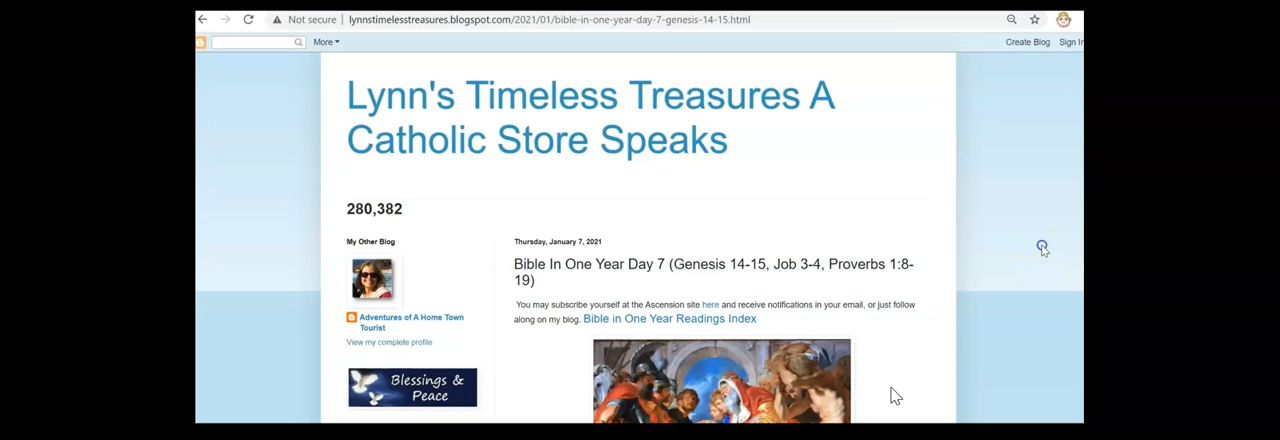 Not secure | lynnstimelesstreasures.blogspot.com/2021/01/bible-in-one-year-day-7-genesis-14-15.html
More
Create Blog Sign In
Lynn's Timeless Treasures A
Catholic Store Speaks
280,382
My Other Blog
Adventures of A Home Town
Tourist
View my complete profile
Blessings &
Peace
Thursday, January 7, 2021
Bible In One Year Day 7 (Genesis 14-15, Job 3-4, Proverbs 1:8-
19)
You may subscribe yourself at the Ascension site here and receive notifications in your email, or just follow
along on my blog. Bible in One Year Readings Index